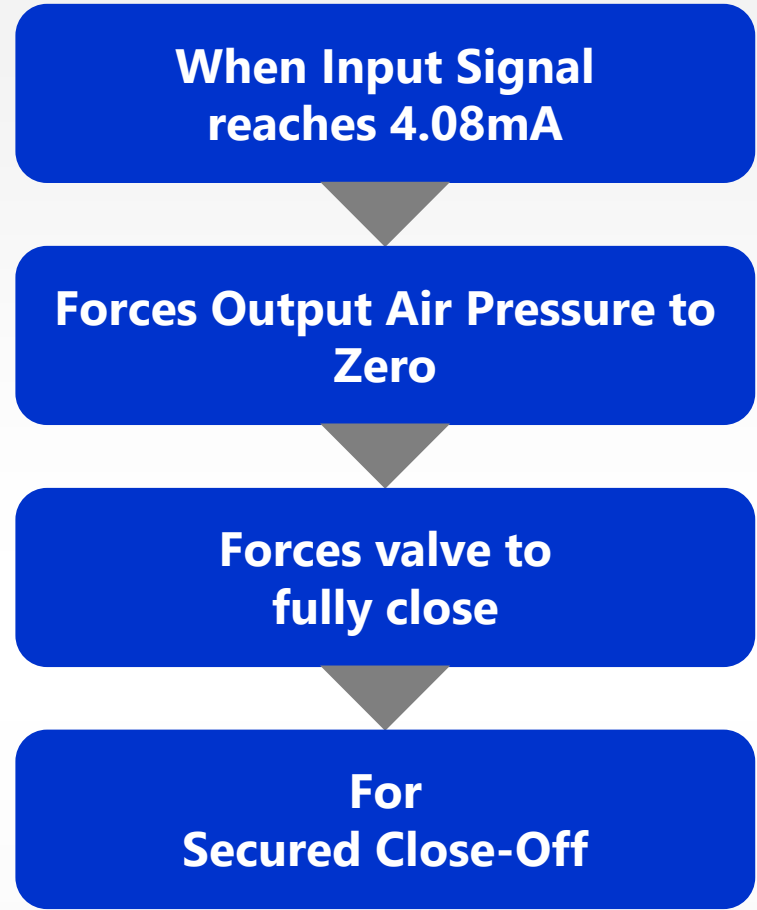 When Input Signal
reaches 4.08mA
Forces Output Air Pressure to
Zero
Forces valve to
fully close
For
Secured Close-Off